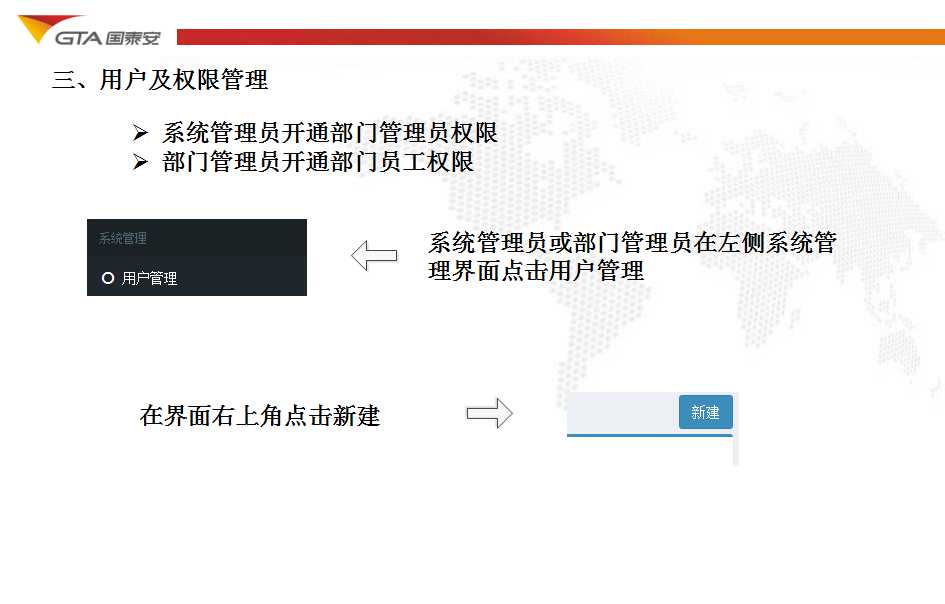 GTA 国泰安
三、用户及权限管理
➢ 系统管理员开通部门管理员权限
➢ 部门管理员开通部门员工权限
系统管理
用户管理
系统管理员或部门管理员在左侧系统管
理界面点击用户管理
在界面右上角点击新建
新建